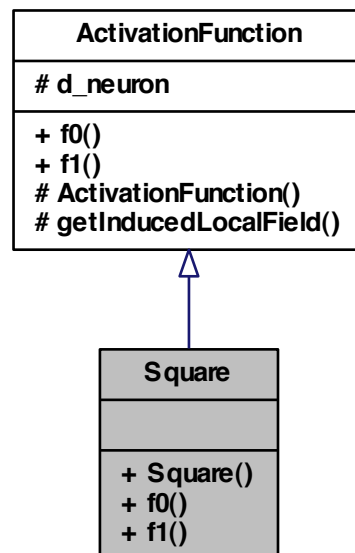 ActivationFunction
# d_neuron
+ f0()
+ f1()
# ActivationFunction()
# getInducedLocalField()
Square
+ Square()
+ f0()
+ f1()